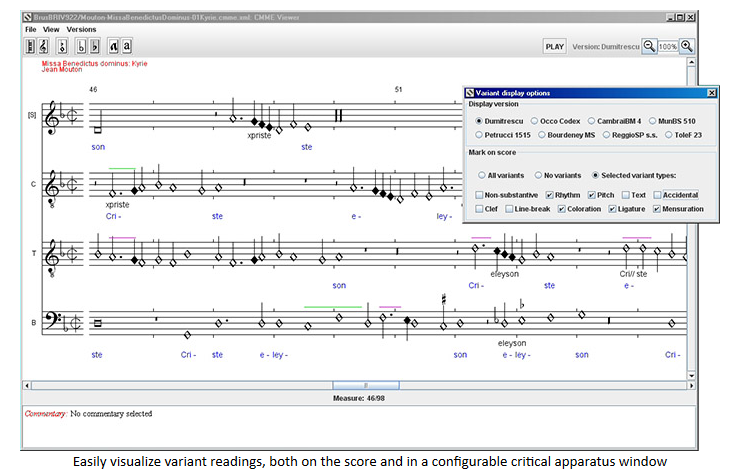 BrusBRIV922/Mouton-MissaBenedictusDominus-01Kyrie.cmme.xml: CMME Viewer
File View Versions
PLAY Version: Dumitrescu 100%
Missa Benedictus dominus: Kyrie
Jean Mouton
46 51
[S]
xpriste
son ste
C
xpriste
Cri- ste e- ley-
T
eleyson Cri// ste
son Cri- ste e-
B
eleyson
ste Cri- ste e - ley - son e - ley- son Cri-
Variant display options
Display version
Dumitrescu Occo Codex CambraiBM 4 MunBS 510
Petrucci 1515 Bourdeney MS ReggioSP s.s. ToleF 23
Mark on score
All variants No variants Selected variant types:
Non-substantive Rhythm Pitch Text Accidental
Clef Line-break Coloration Ligature Mensuration
Measure: 46/98
Commentary: No commentary selected
Easily visualize variant readings, both on the score and in a configurable critical apparatus window